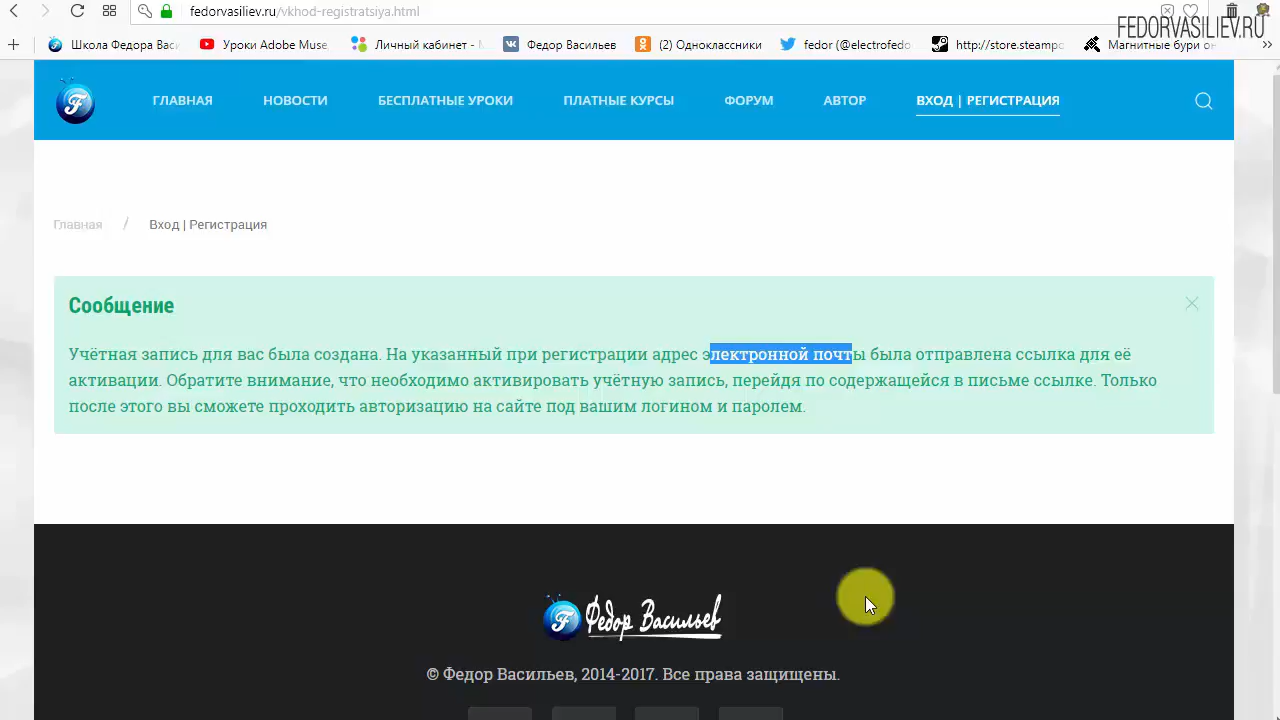 fedorvasiliev.ru/vkhod-registratsiya.html
FEDORVASILIEV.RU
Школа Федора Васи
Уроки Adobe Muse
Личный кабинет - М
Федор Васильев
(2) Одноклассники
fedor (@electrofedo
http://store.steampo
Магнитные бури он
ГЛАВНАЯ
НОВОСТИ
БЕСПЛАТНЫЕ УРОКИ
ПЛАТНЫЕ КУРСЫ
ФОРУМ
АВТОР
ВХОД | РЕГИСТРАЦИЯ
Главная / Вход | Регистрация
Сообщение
Учётная запись для вас была создана. На указанный при регистрации адрес электронной почты была отправлена ссылка для её
активации. Обратите внимание, что необходимо активировать учётную запись, перейдя по содержащейся в письме ссылке. Только
после этого вы сможете проходить авторизацию на сайте под вашим логином и паролем.
Федор Васильев
© Федор Васильев, 2014-2017. Все права защищены.